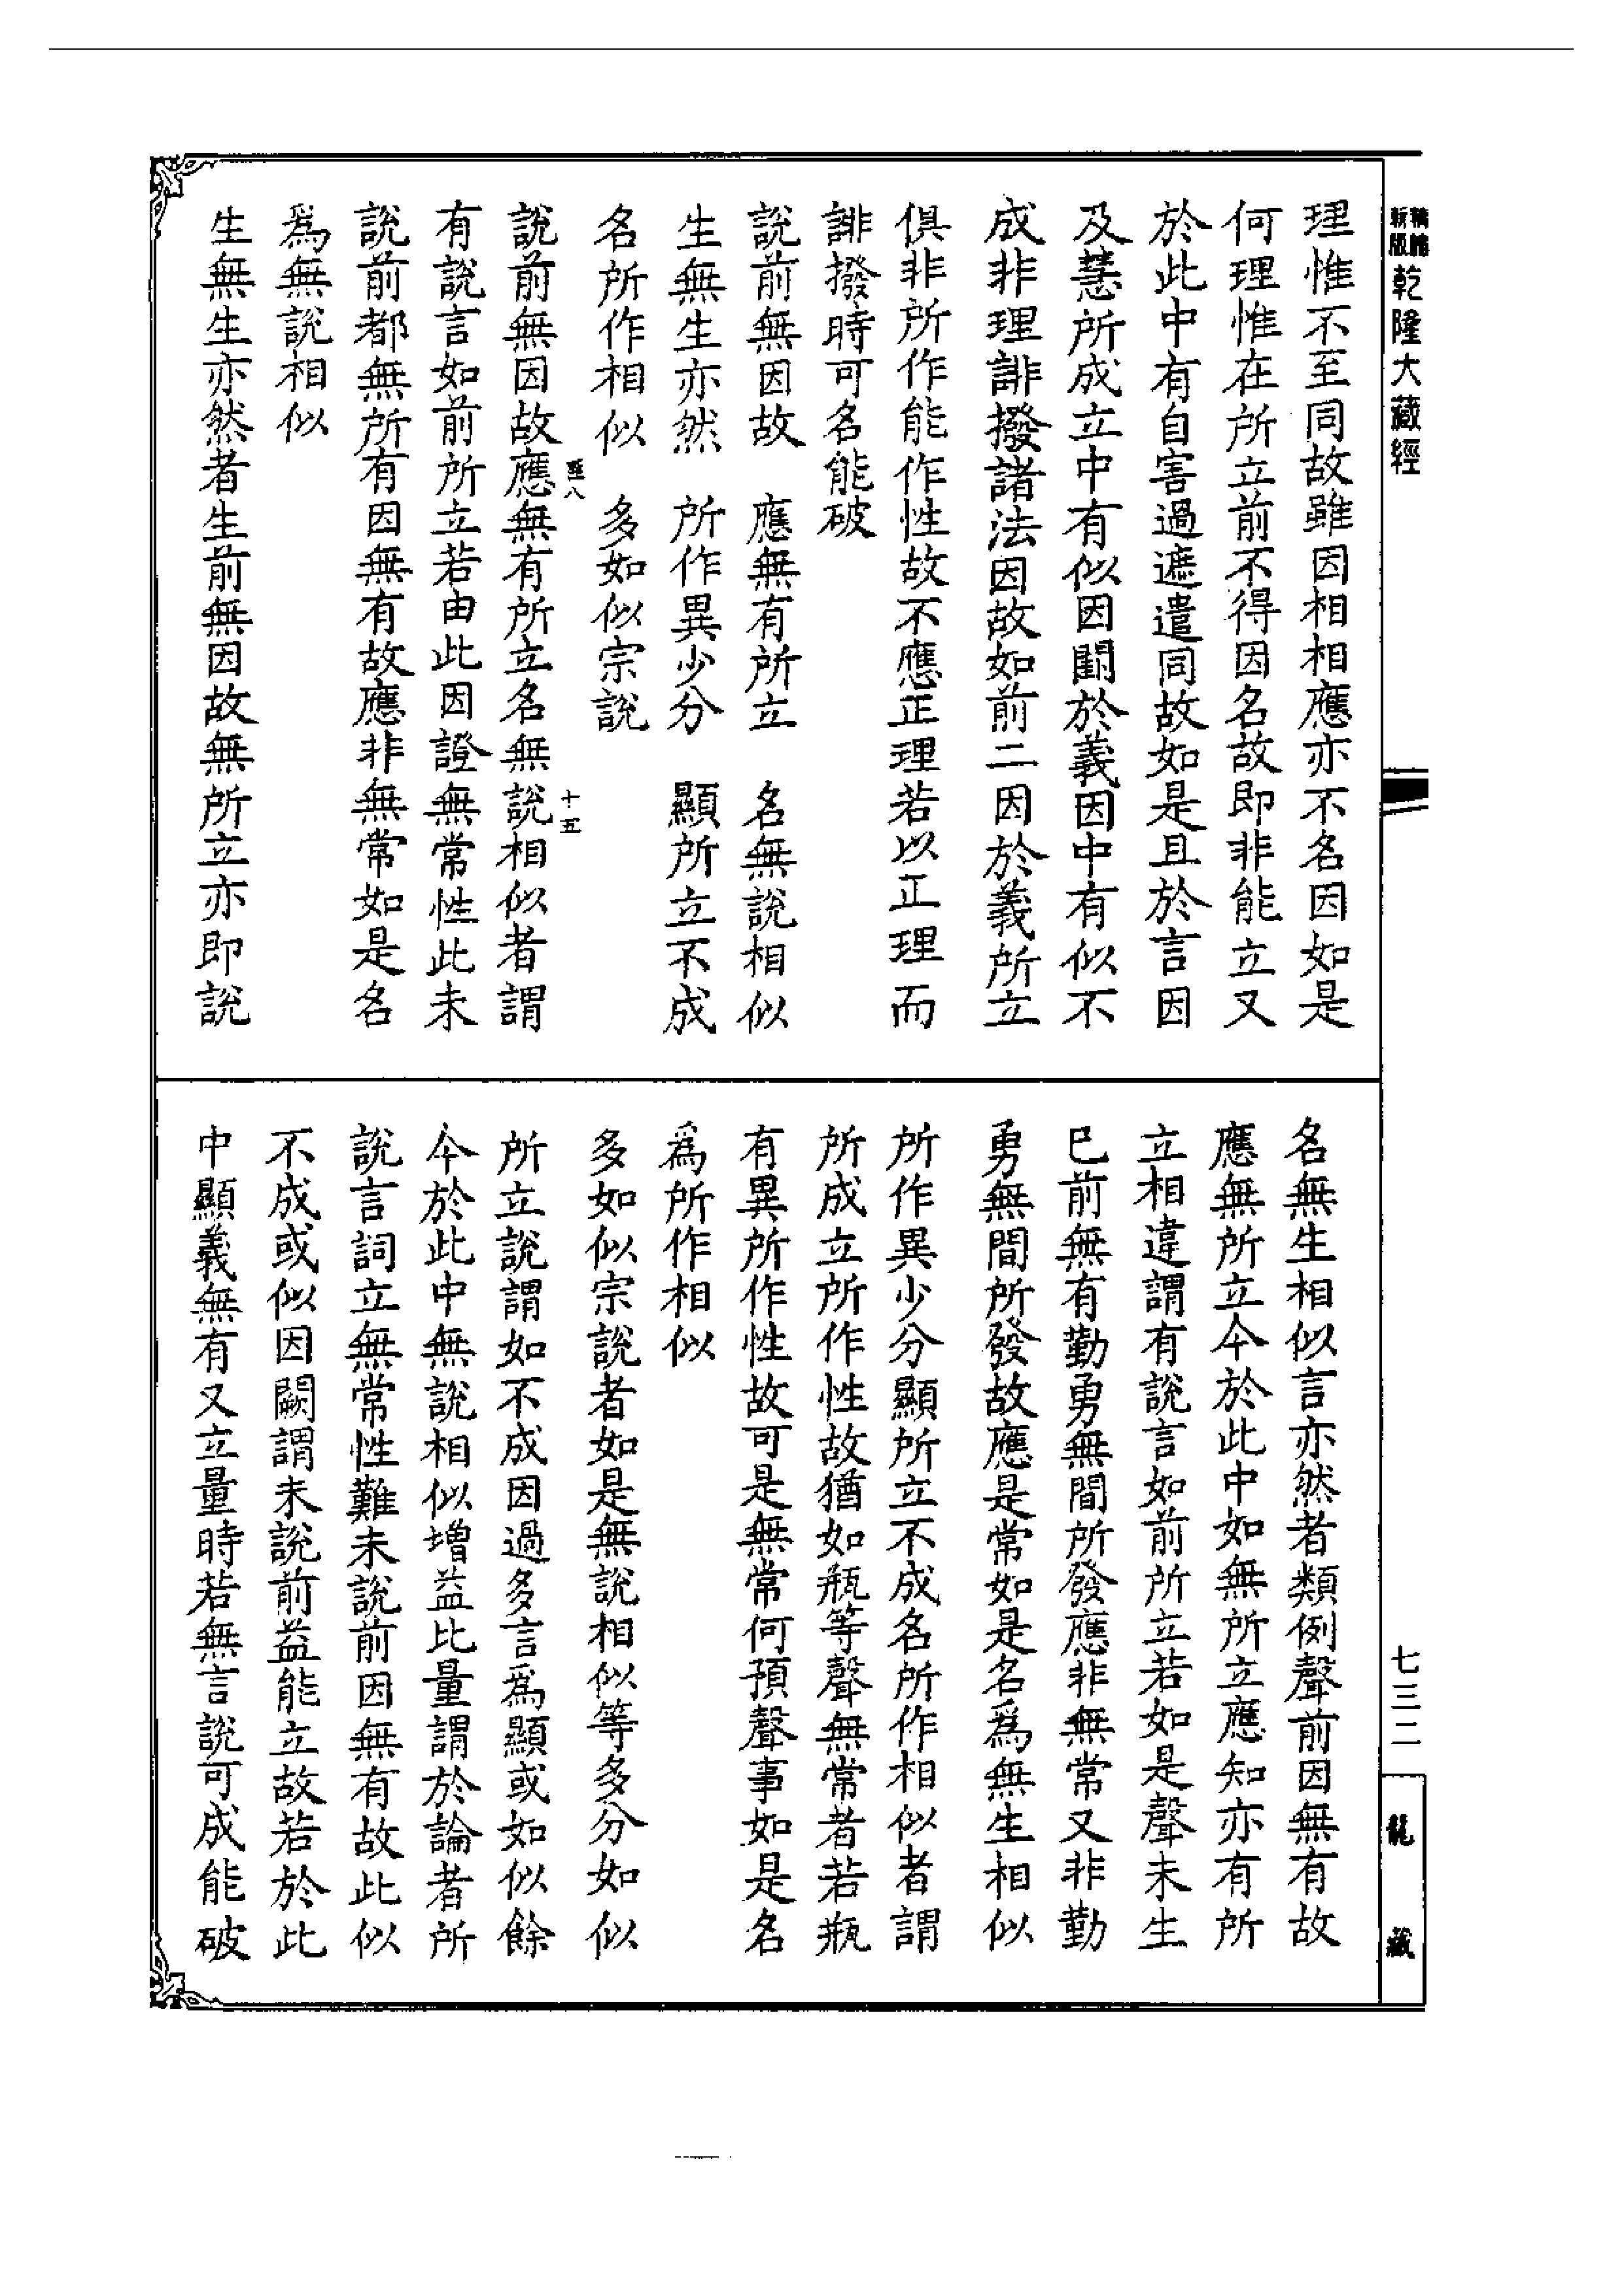 新版
精縮
乾隆大藏經
理惟不至同故雖因相相應亦不名因如是
何理惟在所立前不得因名故即非能立又
於此中有自害過遮遣同故如是且於言因
及慧所成立中有似因闕於義因中有似不
成非理誹撥諸法因故如前二因於義所立
俱非所作能作性故不應正理若以正理而
誹撥時可名能破
說前無因故　應無有所立　名無說相似
生無生亦然　所作異少分　顯所立不成
名所作相似　多如似宗說
說前無因故應無有所立名無說相似者謂
有說言如前所立若由此因證無常性此未
說前都無所有因無有故應非無常如是名
為無說相似
生無生亦然者生前無因故無所立亦即說
八
十五
名無生相似言亦然者類例聲前因無有故
應無所立今於此中如無所立應知亦有所
立相違謂有說言如前所立若如是聲未生
已前無有勤勇無間所發應非無常又非勤
勇無間所發故應是常如是名為無生相似
所作異少分顯所立不成名所作相似者謂
所成立所作性故猶如瓶等聲無常者若瓶
有異所作性故可是無常何預聲事如是名
為所作相似
多如似宗說者如是無說相似等多分如似
所立說謂如不成因過多言為顯或如似餘
今於此中無說相似增益比量謂於論者所
說言詞立無常性難未說前因無有故此似
不成或似因闕謂未說前益能立故若於此
中顯義無有又立量時若無言說可成能破
七三二
龍藏